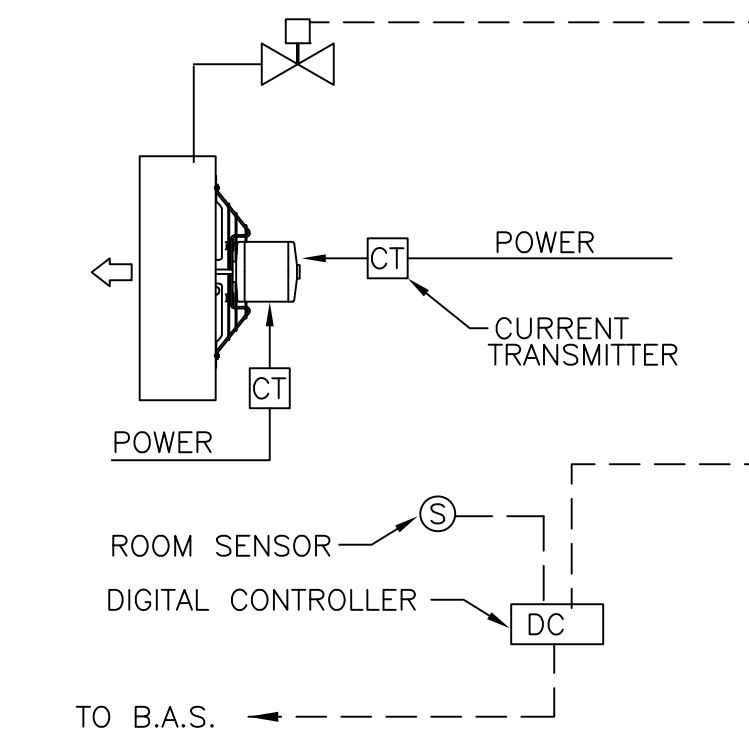 CT
POWER
CURRENT
TRANSMITTER
CT
POWER
S
ROOM SENSOR
DIGITAL CONTROLLER
DC
TO B.A.S.